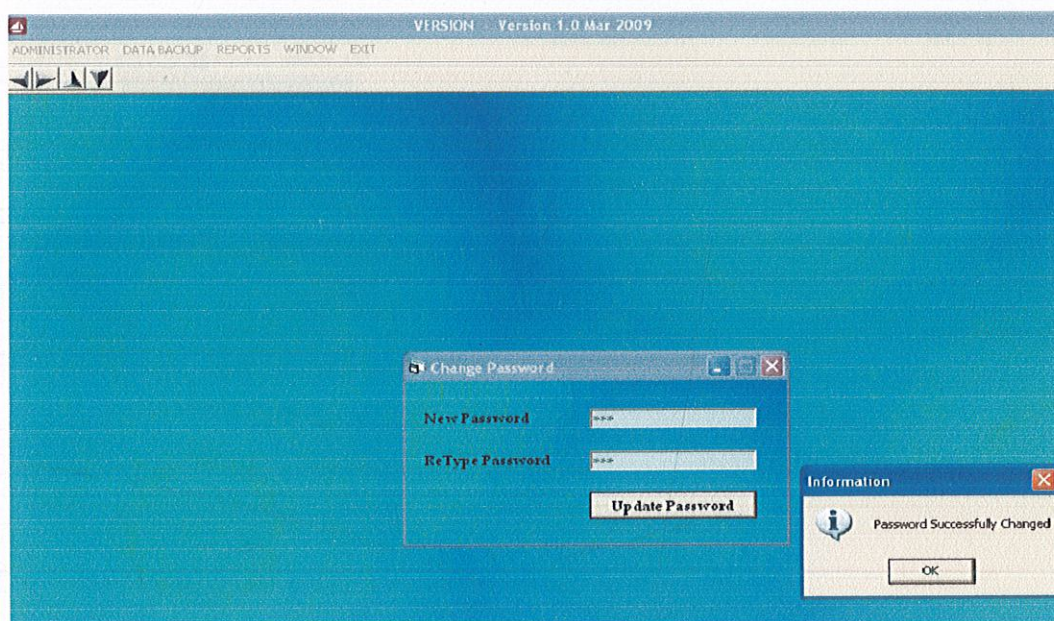 VERSION - Version 1.0 Mar 2009
ADMINISTRATOR DATA BACKUP REPORTS WINDOW EXIT
Change Password
New Password ***
ReType Password ***
Update Password
Information
Password Successfully Changed
OK